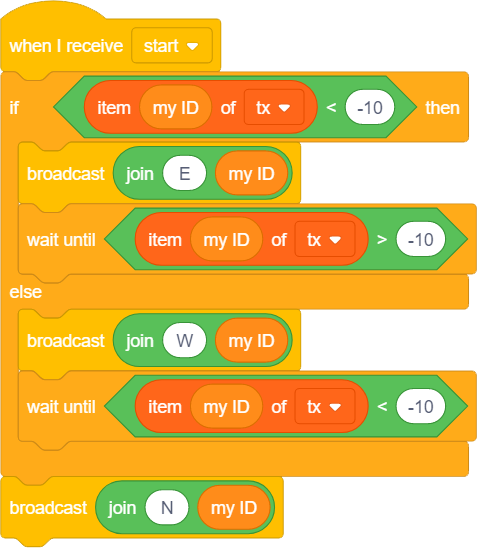 when I receive start
if item my ID of tx < -10 then
broadcast join E my ID
wait until item my ID of tx > -10
else
broadcast join W my ID
wait until item my ID of tx < -10
broadcast join N my ID